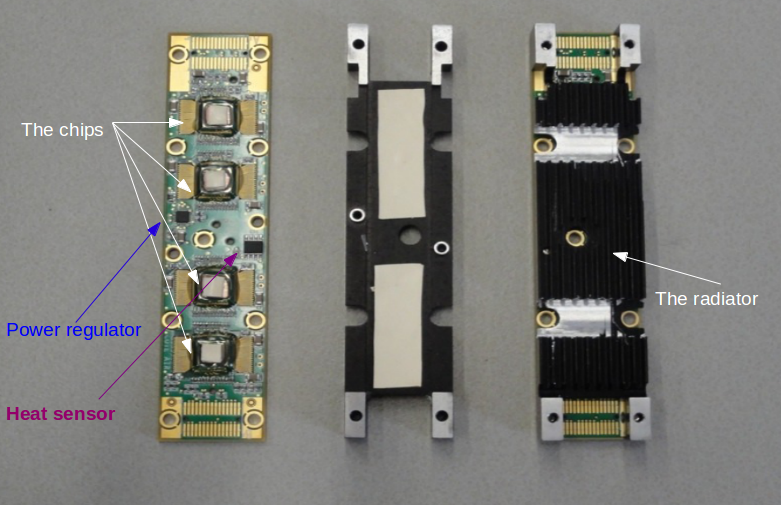 The chips
Power regulator
Heat sensor
The radiator